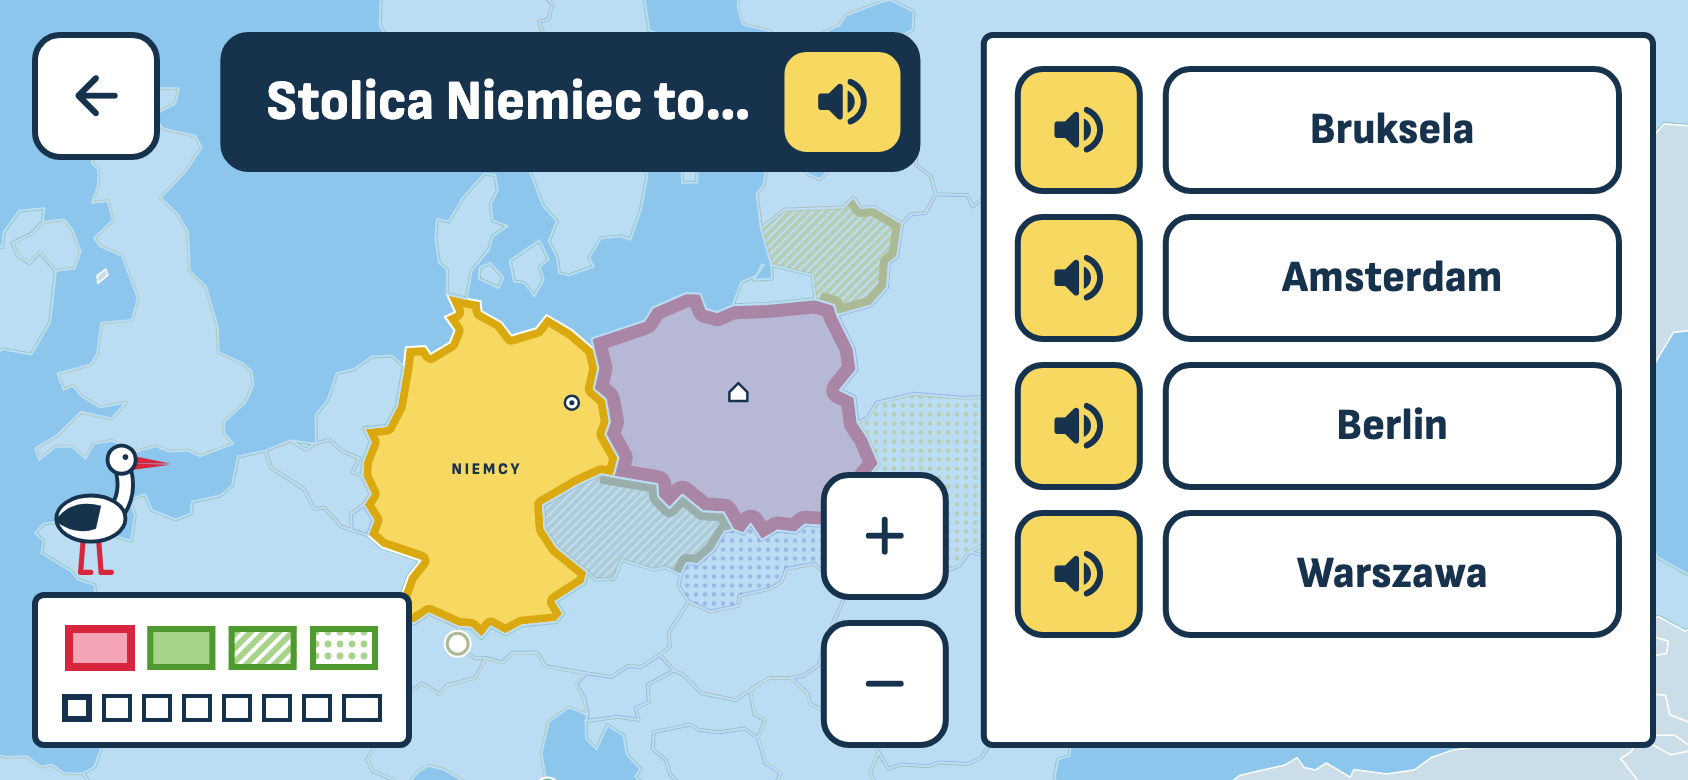 Stolica Niemiec to...
Bruksela
Amsterdam
Berlin
Warszawa
NIEMCY